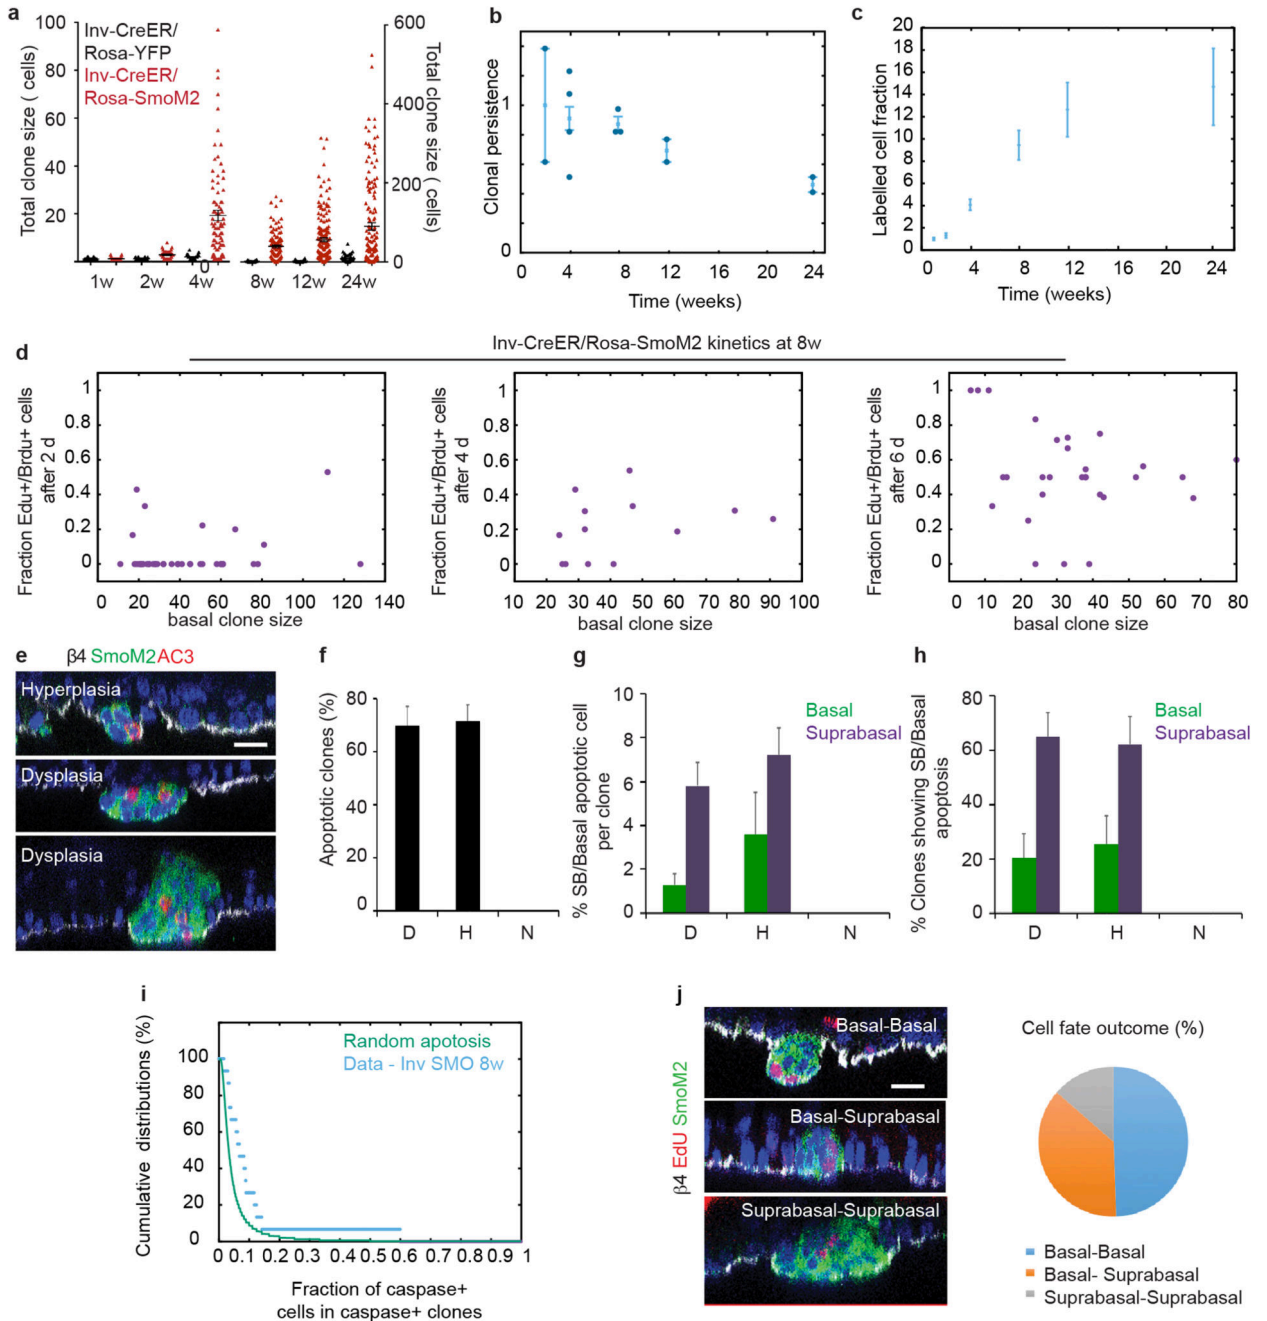 a
Total clone size ( cells)
100
80
60
40
20
Inv-CreER/
Rosa-YFP
Inv-CreER/
Rosa-SmoM2
0
1w
2w
4w
8w
12w
24w
600
400
200
0
Total clone size ( cells)
b
Clonal persistence
1
0
0
4
8
12
16
20
24
Time (weeks)
c
Labelled cell fraction
20
18
16
14
12
10
8
6
4
2
0
0
4
8
12
16
20
24
Time (weeks)
Inv-CreER/Rosa-SmoM2 kinetics at 8w
d
Fraction Edu+/Brdu+ cells
after 2 d
1
0.8
0.6
0.4
0.2
0
0
20
40
60
80
100
120
140
basal clone size
Fraction Edu+/Brdu+ cells
after 4 d
1
0.8
0.6
0.4
0.2
0
10
20
30
40
50
60
70
80
90
100
basal clone size
Fraction Edu+/Brdu+ cells
after 6 d
1
0.8
0.6
0.4
0.2
0
0
10
20
30
40
50
60
70
80
basal clone size
e
β4 SmoM2AC3
Hyperplasia
Dysplasia
Dysplasia
f
Apoptotic clones (%)
80
60
40
20
0
D
H
N
g
% SB/Basal apoptotic cell
per clone
10
8
6
4
2
0
Basal
Suprabasal
D
H
N
h
% Clones showing SB/Basal
apoptosis
80
60
40
20
0
Basal
Suprabasal
D
H
N
i
Cumulative distributions (%)
100
80
60
40
20
0
Random apotosis
Data - Inv SMO 8w
0
0.1
0.2
0.3
0.4
0.5
0.6
0.7
0.8
0.9
1
Fraction of caspase+
cells in caspase+ clones
j
β4 EdU SmoM2
Basal-Basal
Basal-Suprabasal
Suprabasal-Suprabasal
Cell fate outcome (%)
Basal-Basal
Basal- Suprabasal
Suprabasal-Suprabasal